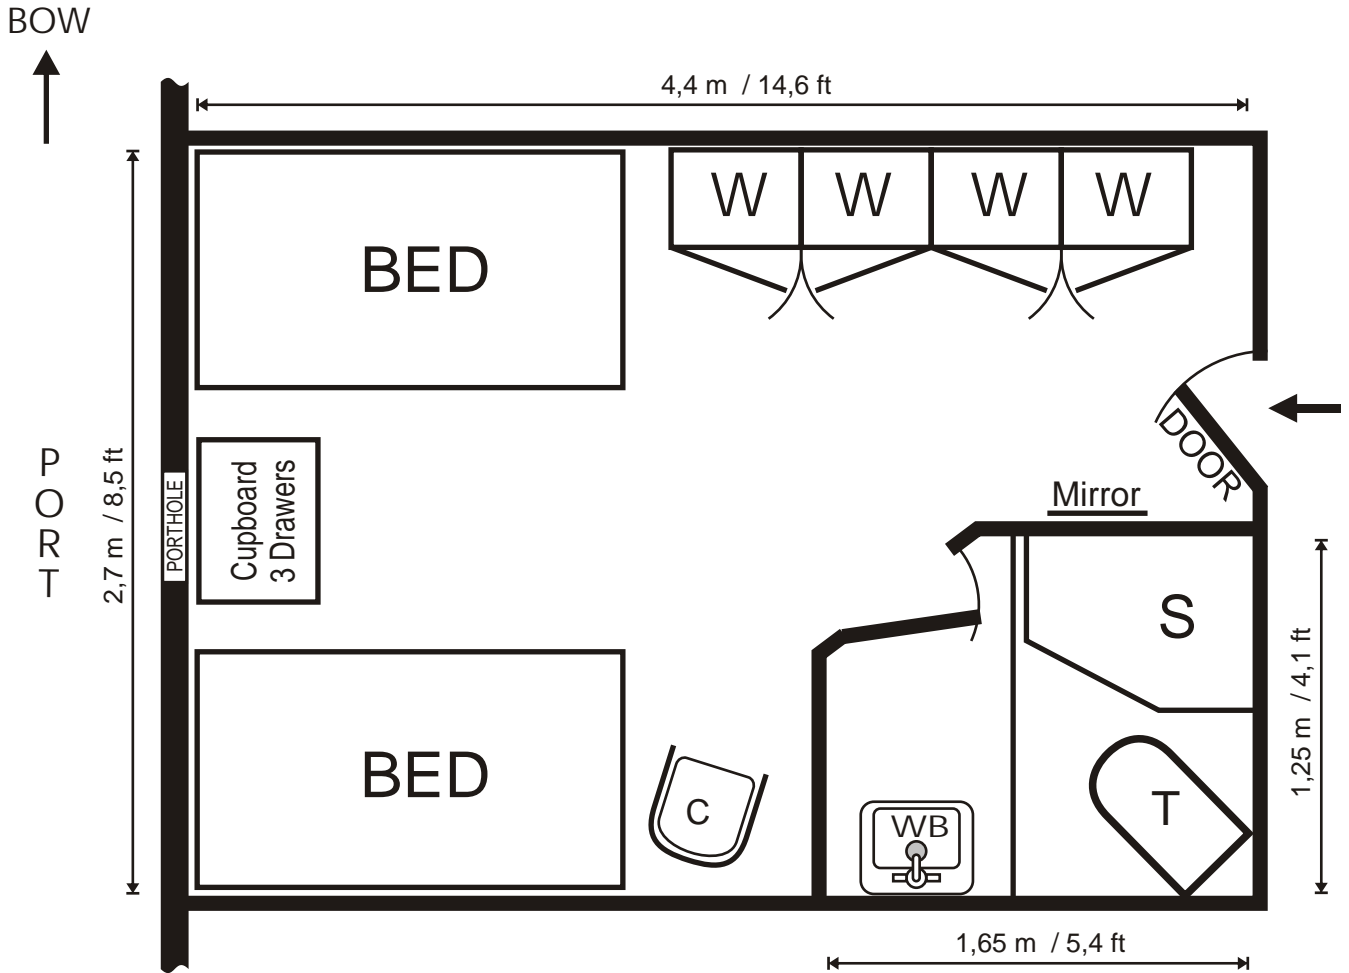 BOW
4,4 m / 14,6 ft
W W W W
BED
DOOR
PORT
2,7 m / 8,5 ft
PORTHOLE
Cupboard
3 Drawers
Mirror
S
1,25 m / 4,1 ft
BED
C
WB
T
1,65 m / 5,4 ft